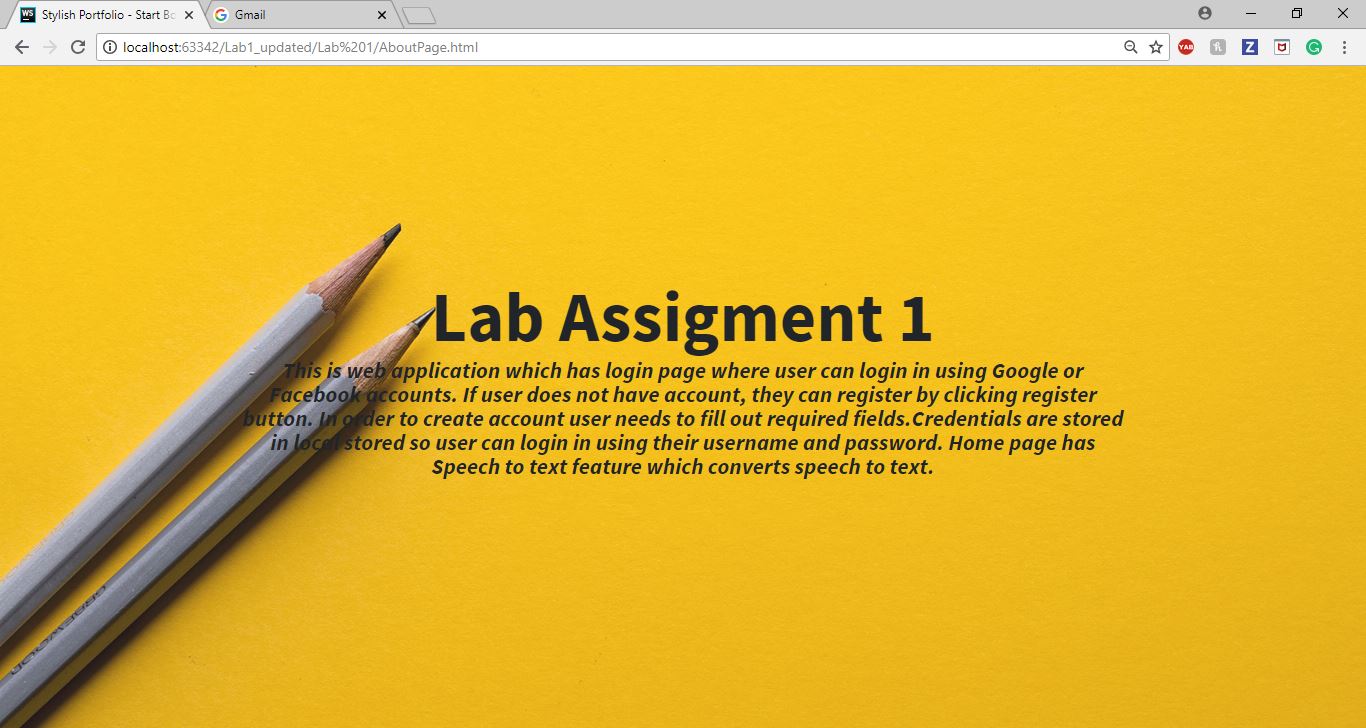 Stylish Portfolio - Start Bo
Gmail
localhost:63342/Lab1_updated/Lab%201/AboutPage.html
Lab Assigment 1
This is web application which has login page where user can login in using Google or
Facebook accounts. If user does not have account, they can register by clicking register
button. In order to create account user needs to fill out required fields.Credentials are stored
in local stored so user can login in using their username and password. Home page has
Speech to text feature which converts speech to text.